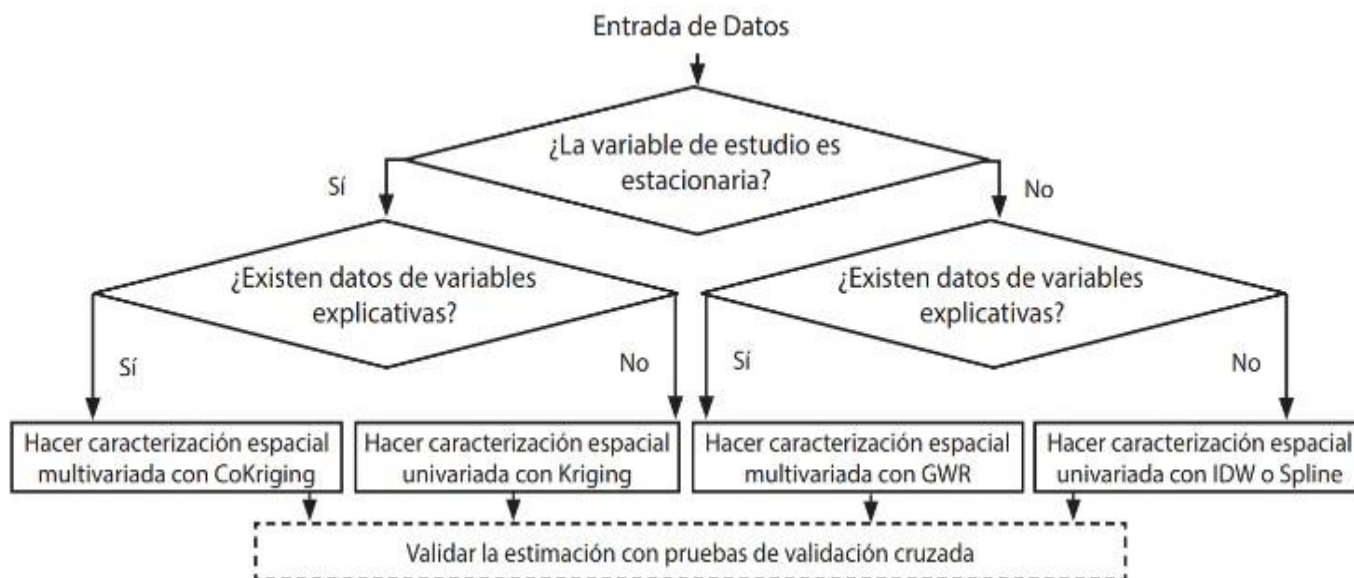 Entrada de Datos
¿La variable de estudio es
estacionaria?
Sí
No
¿Existen datos de variables
explicativas?
¿Existen datos de variables
explicativas?
Sí
No
Sí
No
Hacer caracterización espacial
multivariada con CoKriging
Hacer caracterización espacial
univariada con Kriging
Hacer caracterización espacial
multivariada con GWR
Hacer caracterización espacial
univariada con IDW o Spline
Validar la estimación con pruebas de validación cruzada